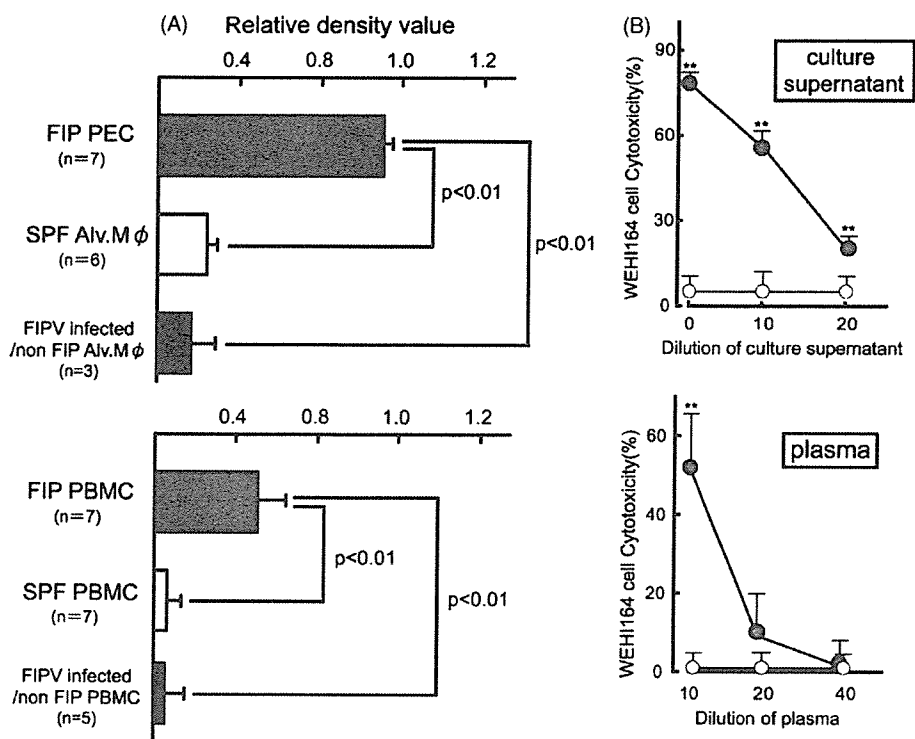 (A)
Relative density value
0.4 0.8 1.0 1.2
FIP PEC
(n=7)
SPF Alv.M φ
(n=6)
FIPV infected
/non FIP Alv.M φ
(n=3)
p<0.01
p<0.01
0.4 0.8 1.0 1.2
FIP PBMC
(n=7)
SPF PBMC
(n=7)
FIPV infected
/non FIP PBMC
(n=5)
p<0.01
p<0.01
(B)
culture
supernatant
WEHI164 cell Cytotoxicity(%)
90
60
30
0
** ** **
0 10 20
Dilution of culture supernatant
plasma
WEHI164 cell Cytotoxicity(%)
60
40
20
0
**
10 20 40
Dilution of plasma